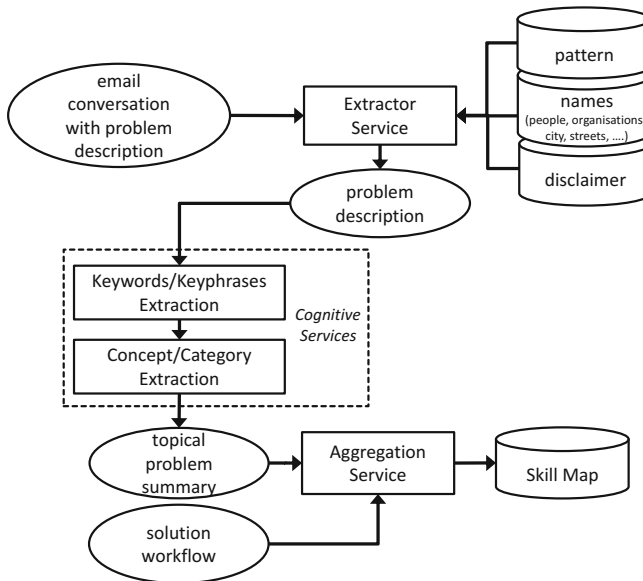 email
conversation
with problem
description
Extractor
Service
pattern
names
(people, organisations
city, streets, ....)
disclaimer
problem
description
Keywords/Keyphrases
Extraction
Cognitive
Services
Concept/Category
Extraction
topical
problem
summary
Aggregation
Service
Skill Map
solution
workflow